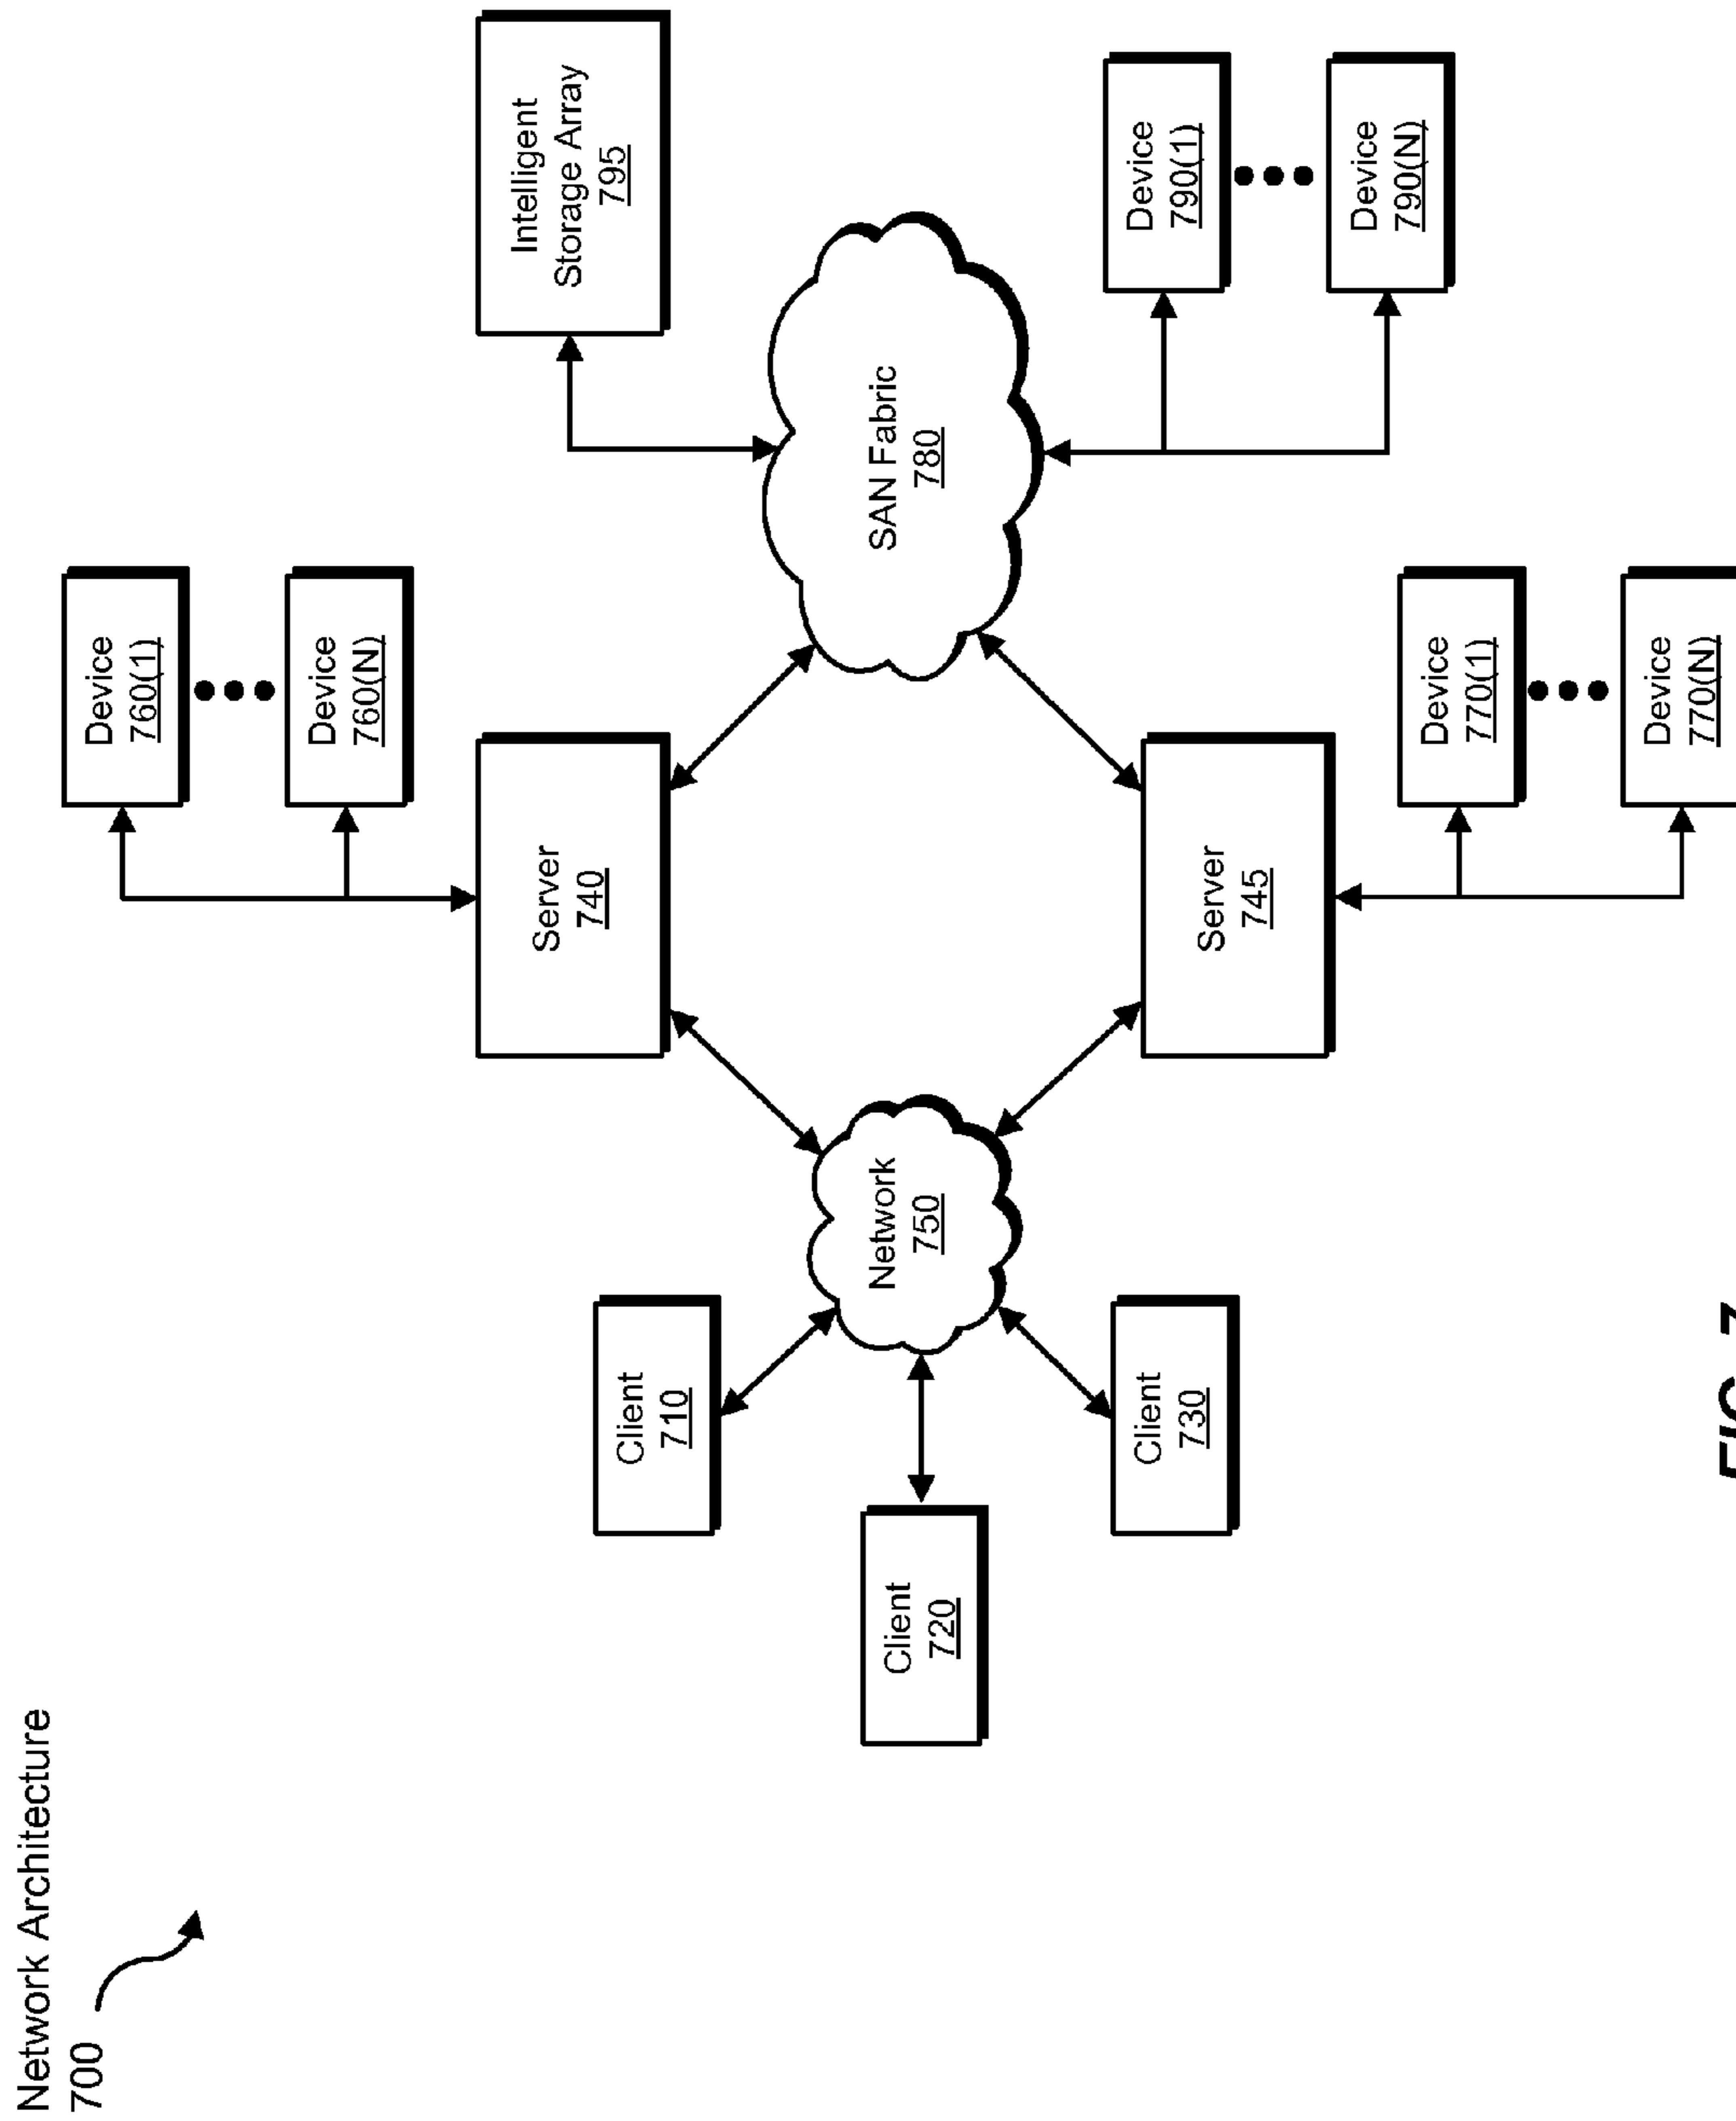 Network Architecture
700
Device
760(1)
Device
760(N)
Intelligent
Storage Array
795
Server
740
Client
710
Network
750
SAN Fabric
780
Client
720
Device
790(1)
Device
790(N)
Client
730
Server
745
Device
770(1)
Device
770(N)